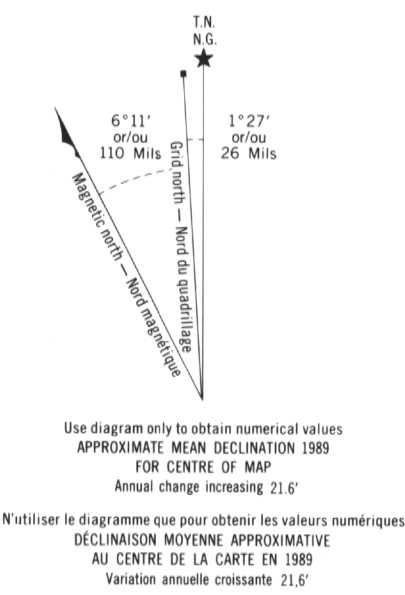 T.N.
N.G.
6°11′
or/ou
110 Mils
1°27′
or/ou
26 Mils
Grid north — Nord du quadrillage
Magnetic north — Nord magnétique
Use diagram only to obtain numerical values
APPROXIMATE MEAN DECLINATION 1989
FOR CENTRE OF MAP
Annual change increasing 21.6′
N'utiliser le diagramme que pour obtenir les valeurs numériques
DÉCLINAISON MOYENNE APPROXIMATIVE
AU CENTRE DE LA CARTE EN 1989
Variation annuelle croissante 21,6′